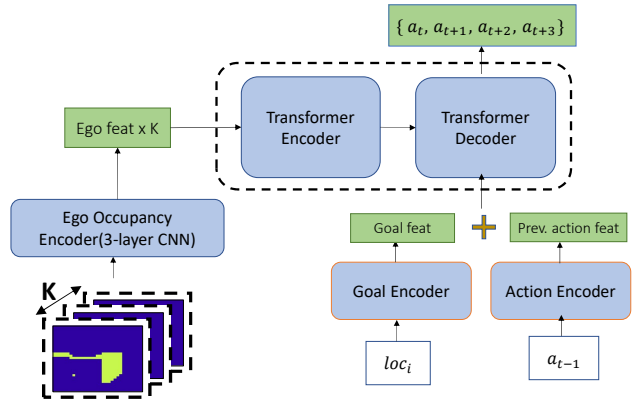 { a_t, a_{t+1}, a_{t+2}, a_{t+3}}
Ego feat x K
Transformer
Encoder
Transformer
Decoder
Ego Occupancy
Encoder(3-layer CNN)
Goal feat
Prev. action feat
K
Goal Encoder
Action Encoder
loc_i
a_{t−1}